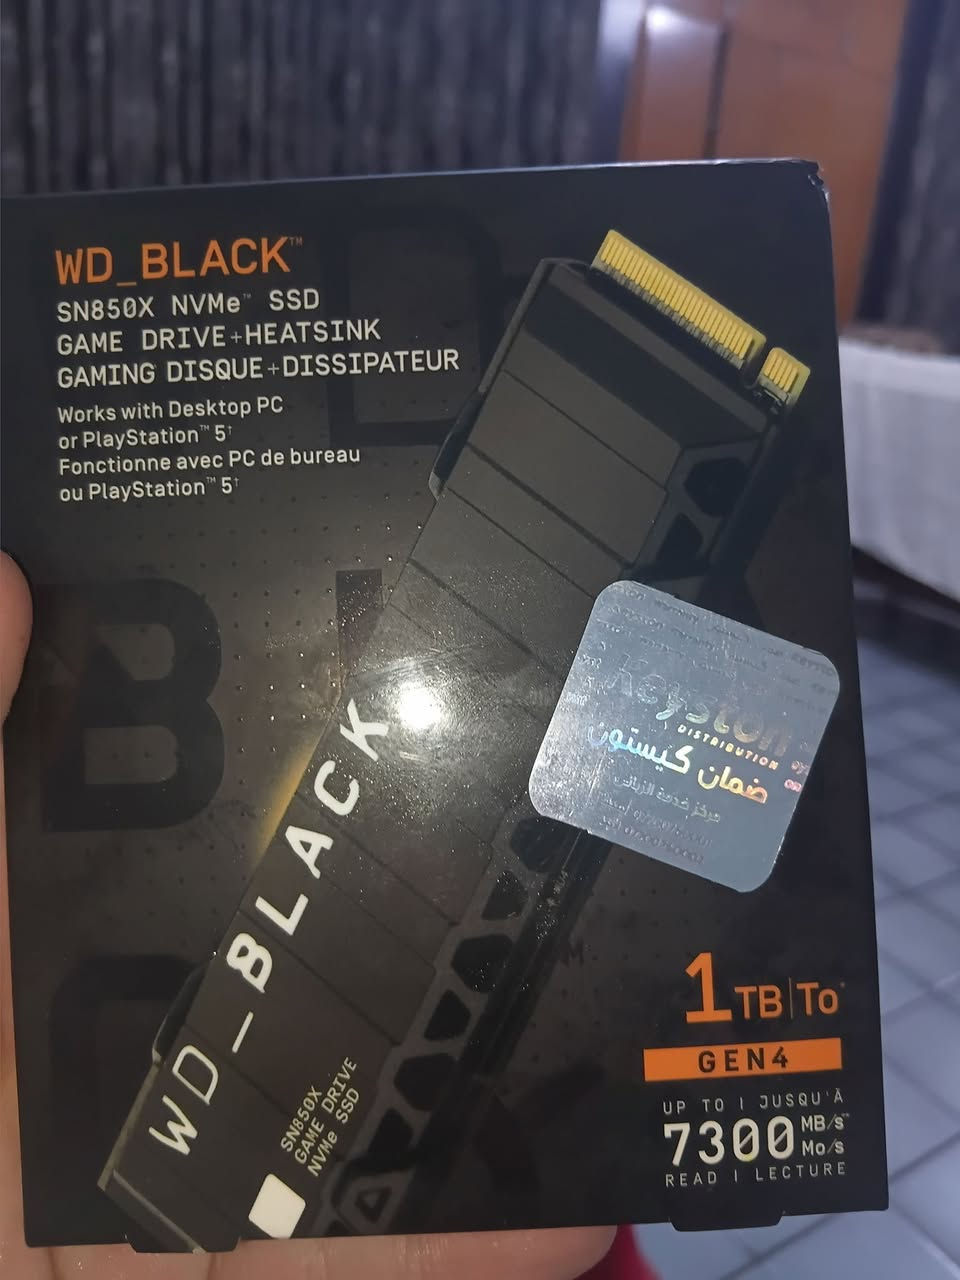 WD_BLACK™
SN850X NVMe™ SSD
GAME DRIVE+HEATSINK
GAMING DISQUE+DISSIPATEUR
Works with Desktop PC
or PlayStation™ 5†
Fonctionne avec PC de bureau
ou PlayStation™ 5†
DISTRIBUTION
ضمان كيستون
WD_BLACK
SN850X
GAME DRIVE
NVMe SSD
1TB|To*
GEN4
UP TO | JUSQU'À
7300 MB/s**
Mo/s
READ | LECTURE